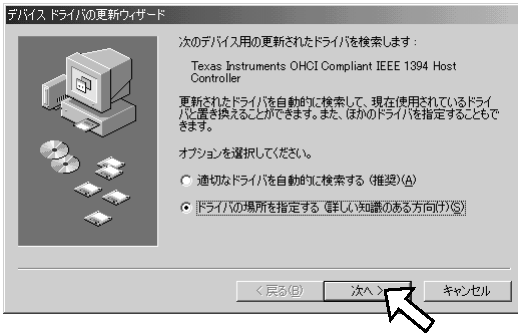 デバイス ドライバの更新ウィザード
次のデバイス用の更新されたドライバを検索します:
Texas Instruments OHCI Compliant IEEE 1394 Host
Controller
更新されたドライバを自動的に検索して、現在使用されているドライ
バと置き換えることができます。また、ほかのドライバを指定することもで
きます。
オプションを選択してください。
適切なドライバを自動的に検索する (推奨)(A)
ドライバの場所を指定する (詳しい知識のある方向け)(S)
< 戻る(B)
次へ >
キャンセル